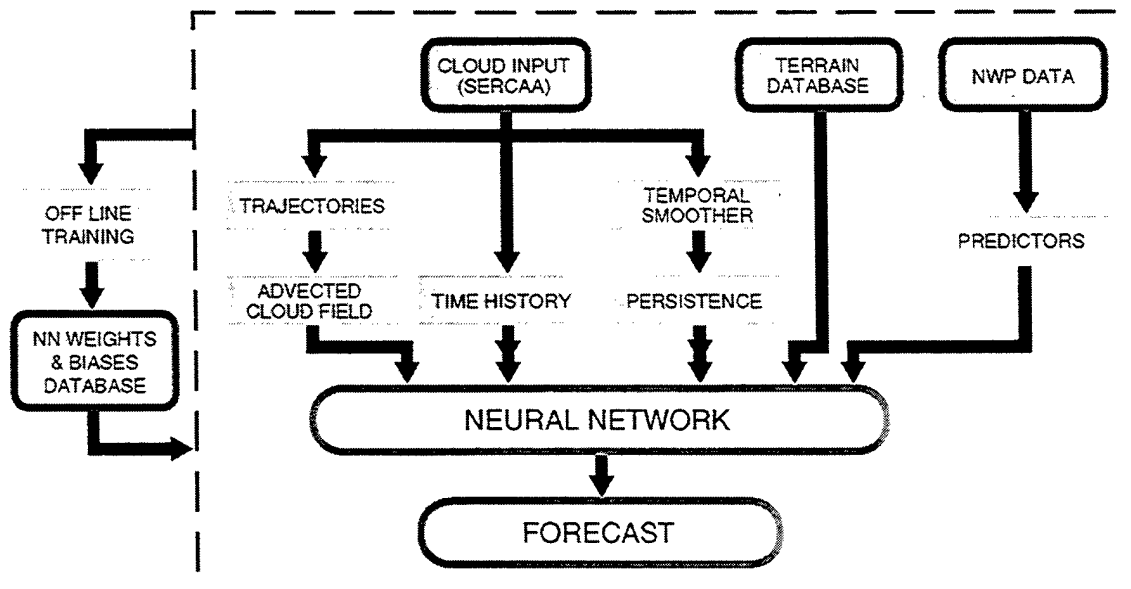 CLOUD INPUT
(SERCAA)
TERRAIN
DATABASE
NWP DATA
OFF LINE
TRAINING
TRAJECTORIES
TEMPORAL
SMOOTHER
PREDICTORS
ADVECTED
CLOUD FIELD
TIME HISTORY
PERSISTENCE
NN WEIGHTS
& BIASES
DATABASE
NEURAL NETWORK
FORECAST